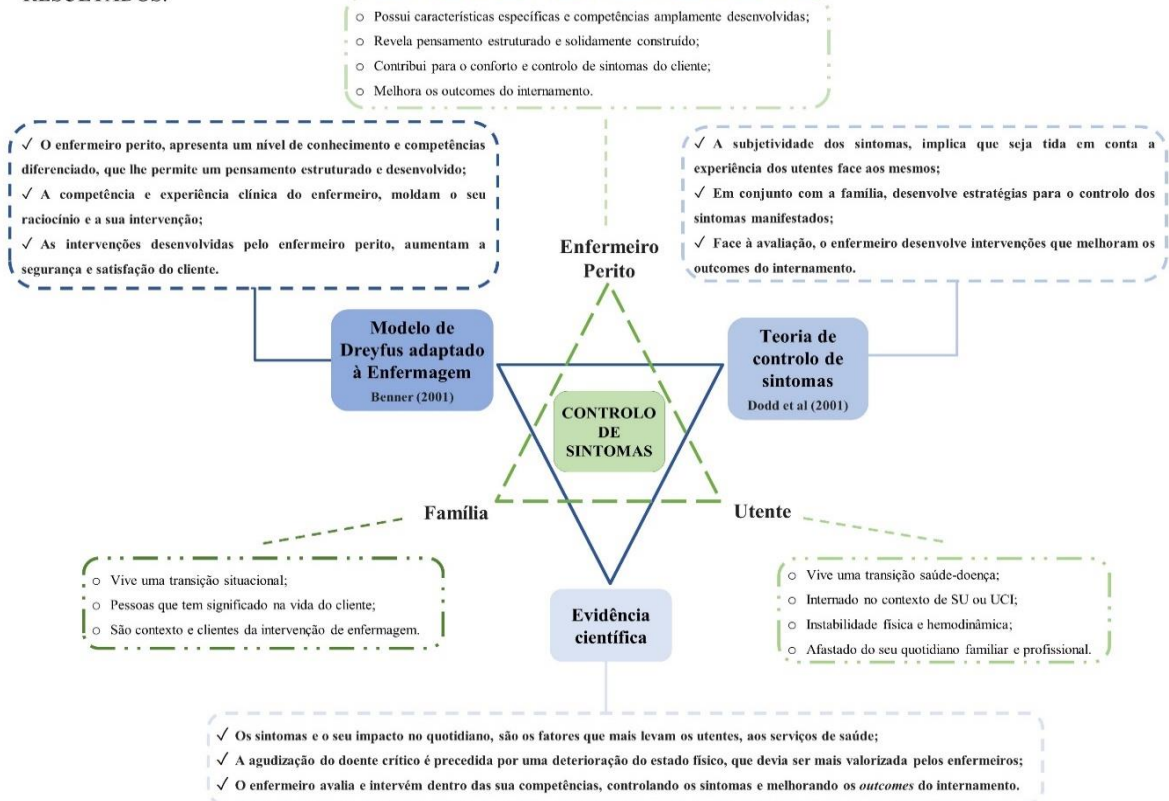 RESULTADOS:
o Possui características específicas e competências amplamente desenvolvidas;
o Revela pensamento estruturado e solidamente construído;
o Contribui para o conforto e controlo de sintomas do cliente;
o Melhora os outcomes do internamento.
✓ O enfermeiro perito, apresenta um nível de conhecimento e competências
diferenciado, que lhe permite um pensamento estruturado e desenvolvido;
✓ A competência e experiência clínica do enfermeiro, moldam o seu
raciocínio e a sua intervenção;
✓ As intervenções desenvolvidas pelo enfermeiro perito, aumentam a
segurança e satisfação do cliente.
✓ A subjetividade dos sintomas, implica que seja tida em conta a
experiência dos utentes face aos mesmos;
✓ Em conjunto com a família, desenvolve estratégias para o controlo dos
sintomas manifestados;
✓ Face à avaliação, o enfermeiro desenvolve intervenções que melhoram os
outcomes do internamento.
Enfermeiro
Perito
Modelo de
Dreyfus adaptado
à Enfermagem
Benner (2001)
Teoria de
controlo de
sintomas
Dodd et al (2001)
CONTROLO
DE
SINTOMAS
Família
Utente
o Vive uma transição situacional;
o Pessoas que tem significado na vida do cliente;
o São contexto e clientes da intervenção de enfermagem.
Evidência
científica
o Vive uma transição saúde-doença;
o Internado no contexto de SU ou UCI;
o Instabilidade física e hemodinâmica;
o Afastado do seu quotidiano familiar e profissional.
✓ Os sintomas e o seu impacto no quotidiano, são os fatores que mais levam os utentes, aos serviços de saúde;
✓ A agudização do doente crítico é precedida por uma deterioração do estado físico, que devia ser mais valorizada pelos enfermeiros;
✓ O enfermeiro avalia e intervém dentro das sua competências, controlando os sintomas e melhorando os outcomes do internamento.